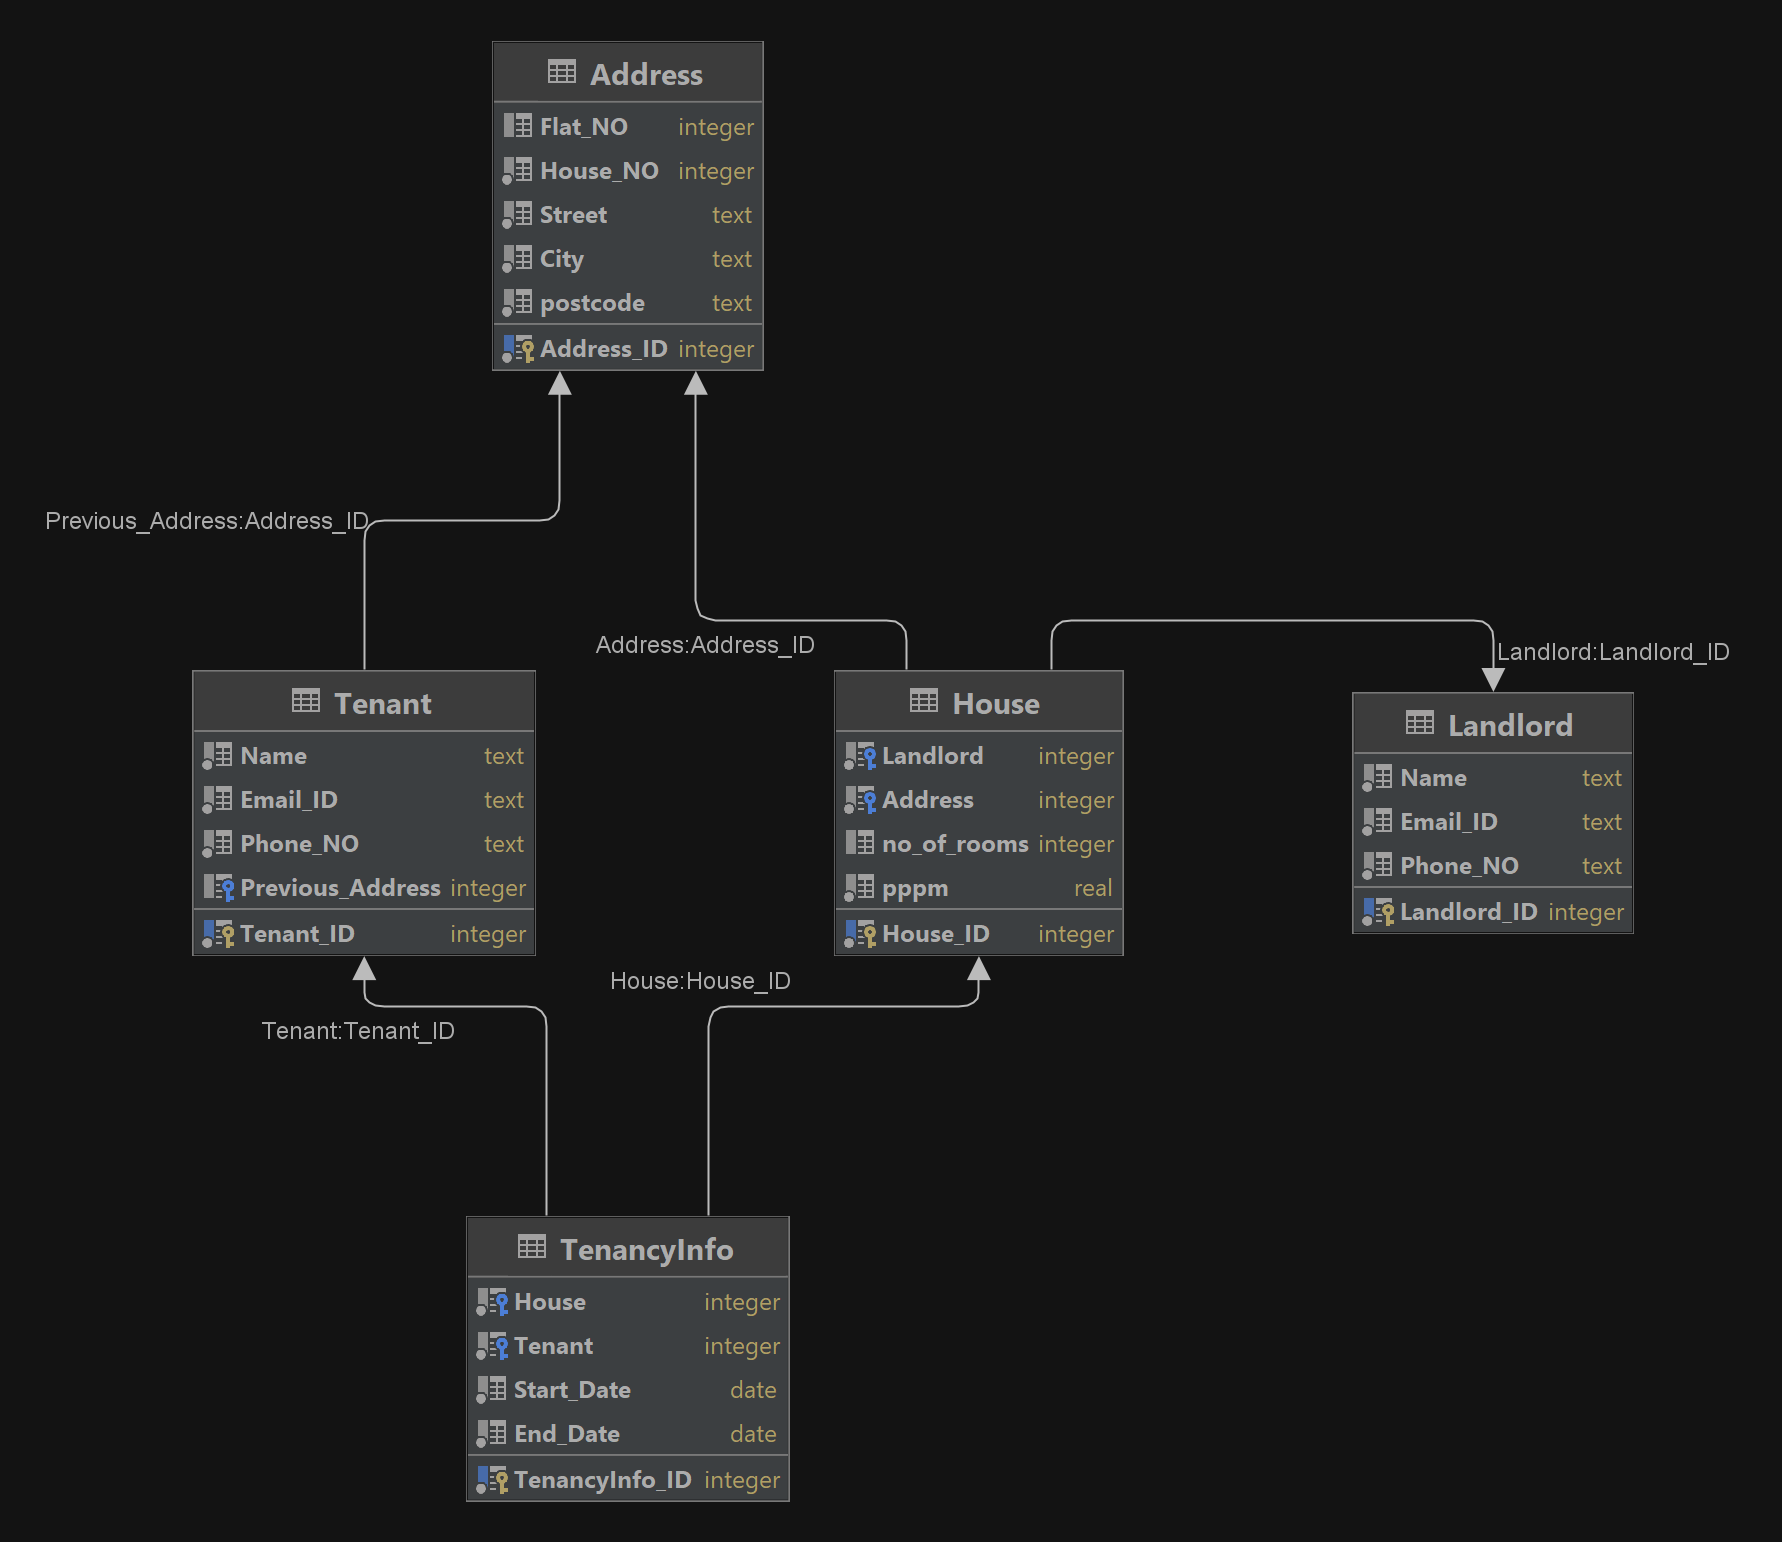 Address
Flat_NO integer
House_NO integer
Street text
City text
postcode text
Address_ID integer
Previous_Address:Address_ID
Address:Address_ID
Landlord:Landlord_ID
Tenant
Name text
Email_ID text
Phone_NO text
Previous_Address integer
Tenant_ID integer
House
Landlord integer
Address integer
no_of_rooms integer
pppm real
House_ID integer
Landlord
Name text
Email_ID text
Phone_NO text
Landlord_ID integer
House:House_ID
Tenant:Tenant_ID
TenancyInfo
House integer
Tenant integer
Start_Date date
End_Date date
TenancyInfo_ID integer